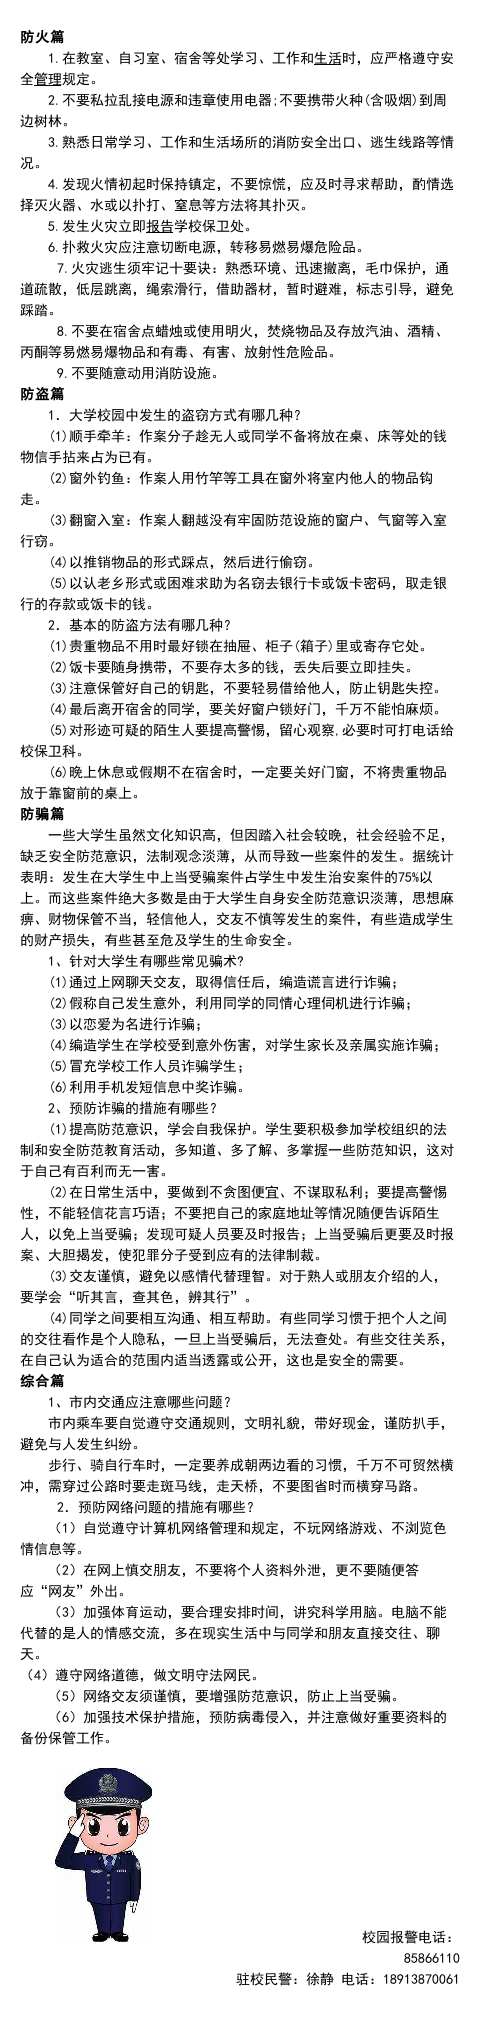 防火篇
1.在教室、自习室、宿舍等处学习、工作和生活时，应严格遵守安
全管理规定。
2.不要私拉乱接电源和违章使用电器;不要携带火种(含吸烟)到周
边树林。
3.熟悉日常学习、工作和生活场所的消防安全出口、逃生线路等情
况。
4.发现火情初起时保持镇定，不要惊慌，应及时寻求帮助，酌情选
择灭火器、水或以扑打、窒息等方法将其扑灭。
5.发生火灾立即报告学校保卫处。
6.扑救火灾应注意切断电源，转移易燃易爆危险品。
7.火灾逃生须牢记十要诀：熟悉环境、迅速撤离，毛巾保护，通
道疏散，低层跳离，绳索滑行，借助器材，暂时避难，标志引导，避免
踩踏。
8.不要在宿舍点蜡烛或使用明火，焚烧物品及存放汽油、酒精、
丙酮等易燃易爆物品和有毒、有害、放射性危险品。
9.不要随意动用消防设施。
防盗篇
1．大学校园中发生的盗窃方式有哪几种？
(1)顺手牵羊：作案分子趁无人或同学不备将放在桌、床等处的钱
物信手拈来占为已有。
(2)窗外钓鱼：作案人用竹竿等工具在窗外将室内他人的物品钩
走。
(3)翻窗入室：作案人翻越没有牢固防范设施的窗户、气窗等入室
行窃。
(4)以推销物品的形式踩点，然后进行偷窃。
(5)以认老乡形式或困难求助为名窃去银行卡或饭卡密码，取走银
行的存款或饭卡的钱。
2．基本的防盗方法有哪几种？
(1)贵重物品不用时最好锁在抽屉、柜子(箱子)里或寄存它处。
(2)饭卡要随身携带，不要存太多的钱，丢失后要立即挂失。
(3)注意保管好自己的钥匙，不要轻易借给他人，防止钥匙失控。
(4)最后离开宿舍的同学，要关好窗户锁好门，千万不能怕麻烦。
(5)对形迹可疑的陌生人要提高警惕，留心观察,必要时可打电话给
校保卫科。
(6)晚上休息或假期不在宿舍时，一定要关好门窗，不将贵重物品
放于靠窗前的桌上。
防骗篇
一些大学生虽然文化知识高，但因踏入社会较晚，社会经验不足，
缺乏安全防范意识，法制观念淡薄，从而导致一些案件的发生。据统计
表明：发生在大学生中上当受骗案件占学生中发生治安案件的75%以
上。而这些案件绝大多数是由于大学生自身安全防范意识淡薄，思想麻
痹、财物保管不当，轻信他人，交友不慎等发生的案件，有些造成学生
的财产损失，有些甚至危及学生的生命安全。
1、针对大学生有哪些常见骗术?
(1)通过上网聊天交友，取得信任后，编造谎言进行诈骗；
(2)假称自己发生意外，利用同学的同情心理伺机进行诈骗；
(3)以恋爱为名进行诈骗；
(4)编造学生在学校受到意外伤害，对学生家长及亲属实施诈骗；
(5)冒充学校工作人员诈骗学生；
(6)利用手机发短信息中奖诈骗。
2、预防诈骗的措施有哪些？
(1)提高防范意识，学会自我保护。学生要积极参加学校组织的法
制和安全防范教育活动，多知道、多了解、多掌握一些防范知识，这对
于自己有百利而无一害。
(2)在日常生活中，要做到不贪图便宜、不谋取私利；要提高警惕
性，不能轻信花言巧语；不要把自己的家庭地址等情况随便告诉陌生
人，以免上当受骗；发现可疑人员要及时报告；上当受骗后更要及时报
案、大胆揭发，使犯罪分子受到应有的法律制裁。
(3)交友谨慎，避免以感情代替理智。对于熟人或朋友介绍的人，
要学会“听其言，查其色，辨其行”。
(4)同学之间要相互沟通、相互帮助。有些同学习惯于把个人之间
的交往看作是个人隐私，一旦上当受骗后，无法查处。有些交往关系，
在自己认为适合的范围内适当透露或公开，这也是安全的需要。
综合篇
1、市内交通应注意哪些问题？
市内乘车要自觉遵守交通规则，文明礼貌，带好现金，谨防扒手，
避免与人发生纠纷。
步行、骑自行车时，一定要养成朝两边看的习惯，千万不可贸然横
冲，需穿过公路时要走斑马线，走天桥，不要图省时而横穿马路。
2．预防网络问题的措施有哪些？
（1）自觉遵守计算机网络管理和规定，不玩网络游戏、不浏览色
情信息等。
（2）在网上慎交朋友，不要将个人资料外泄，更不要随便答
应“网友”外出。
（3）加强体育运动，要合理安排时间，讲究科学用脑。电脑不能
代替的是人的情感交流，多在现实生活中与同学和朋友直接交往、聊
天。
（4）遵守网络道德，做文明守法网民。
（5）网络交友须谨慎，要增强防范意识，防止上当受骗。
（6）加强技术保护措施，预防病毒侵入，并注意做好重要资料的
备份保管工作。
校园报警电话：
85866110
驻校民警：徐静 电话：18913870061